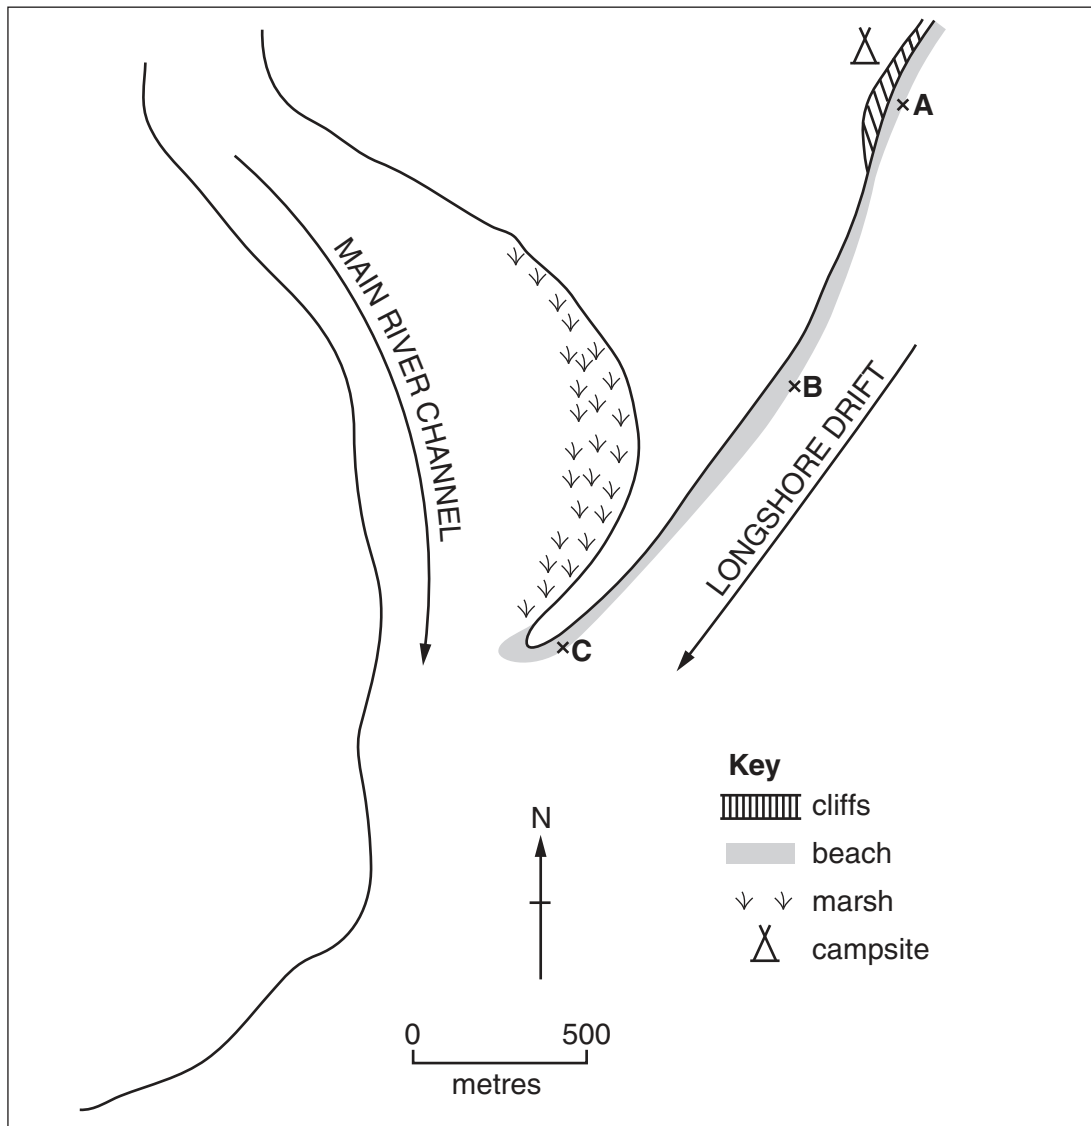 A
MAIN RIVER CHANNEL
B
LONGSHORE DRIFT
C
Key
cliffs
N
beach
marsh
campsite
0 500
metres